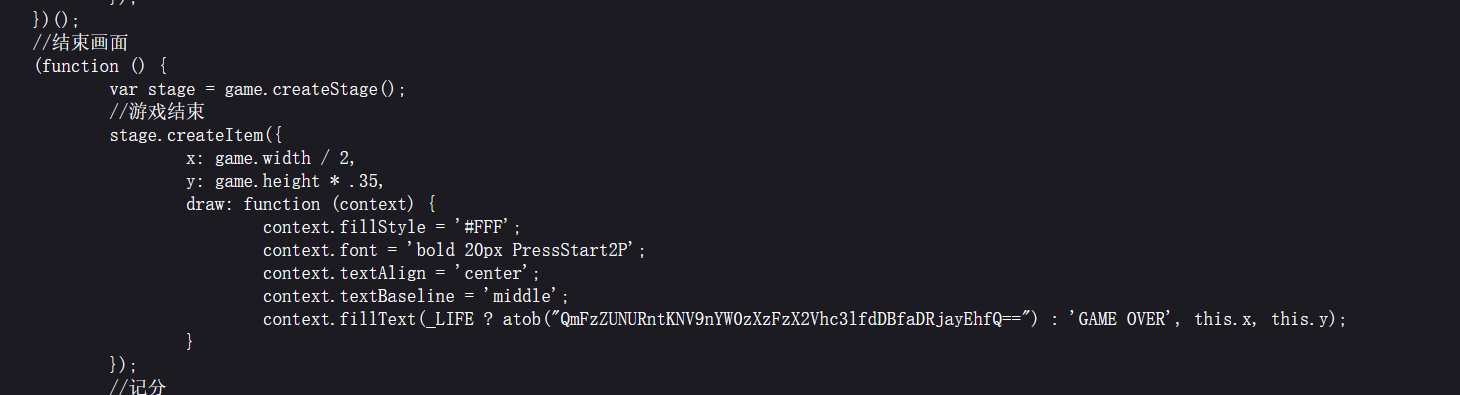 });
})();
//结束画面
(function () {
var stage = game.createStage();
//游戏结束
stage.createItem({
x: game.width / 2,
y: game.height * .35,
draw: function (context) {
context.fillStyle = '#FFF';
context.font = 'bold 20px PressStart2P';
context.textAlign = 'center';
context.textBaseline = 'middle';
context.fillText(_LIFE ? atob("QmFzZUNURntKNV9nYW0zXzFzX2Vhc3lfdDBfaDRjayEhfQ==") : 'GAME OVER', this.x, this.y);
}
});
//记分